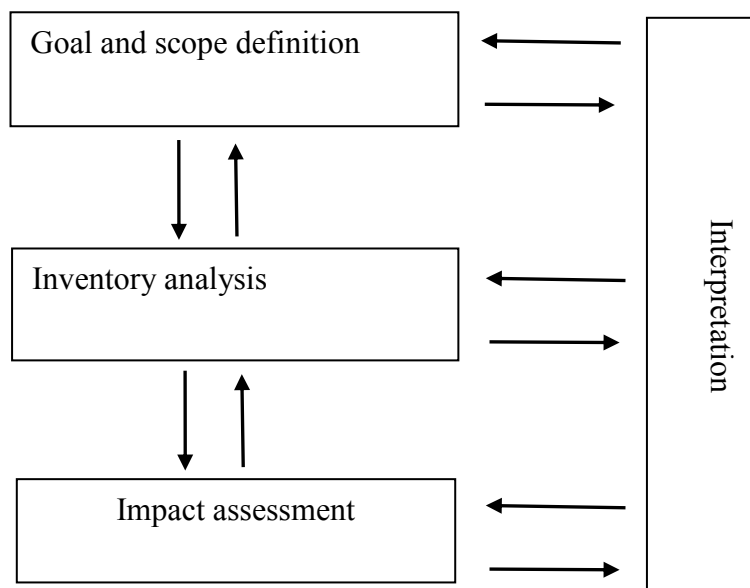 Goal and scope definition
Inventory analysis
Impact assessment
Interpretation